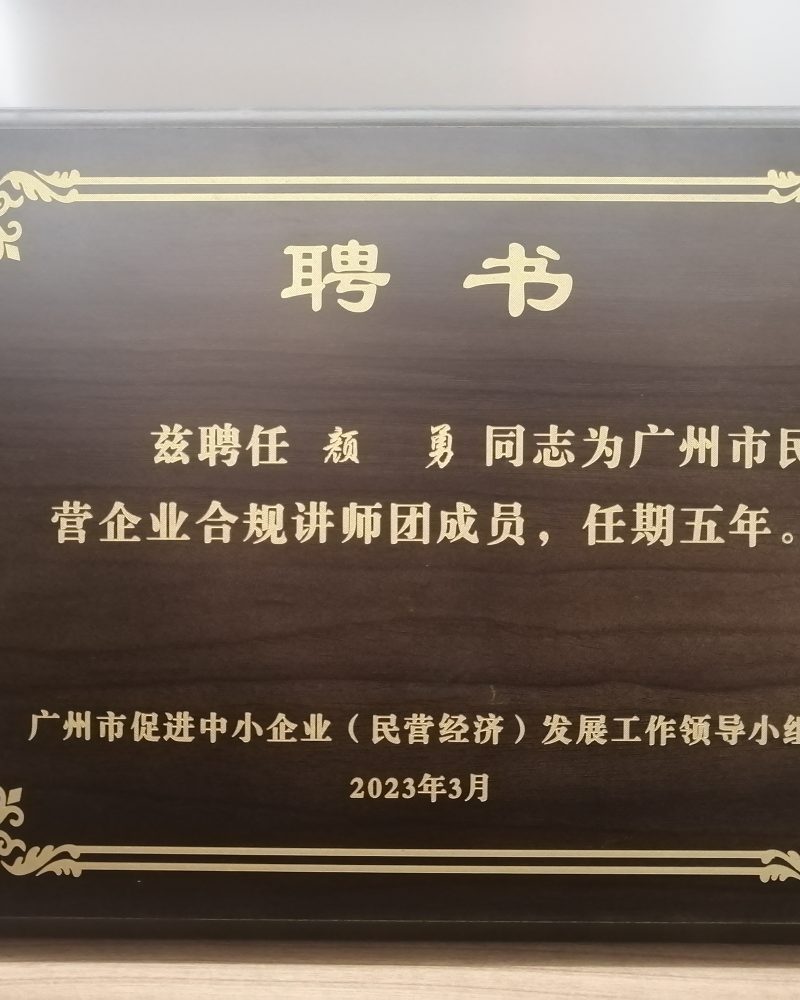 聘书
兹聘任 颜 勇 同志为广州市民
营企业合规讲师团成员，任期五年。
广州市促进中小企业（民营经济）发展工作领导小组
2023年3月